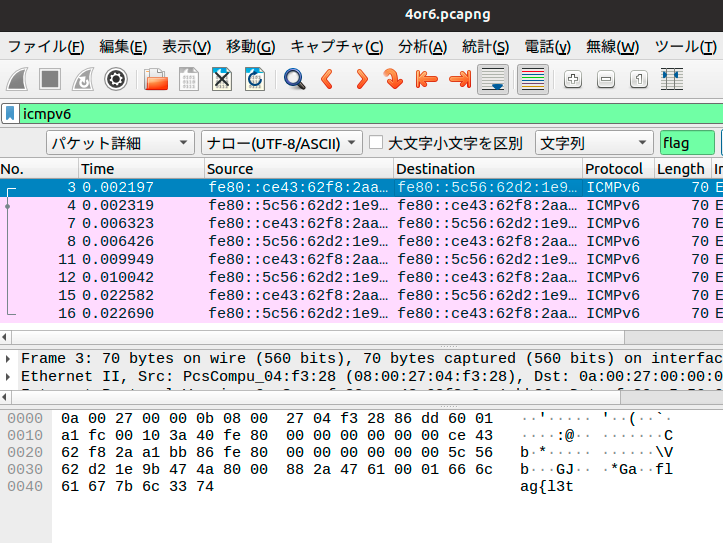 4or6.pcapng
ファイル(F) 編集(E) 表示(V) 移動(G) キャプチャ(C) 分析(A) 統計(S) 電話(y) 無線(W) ツール(T)
icmpv6
パケット詳細 ナロー(UTF-8/ASCII) 大文字小文字を区別 文字列 flag
No. Time Source Destination Protocol Length Ir
3 0.002197 fe80::ce43:62f8:2aa… fe80::5c56:62d2:1e9… ICMPv6 70 E
4 0.002319 fe80::5c56:62d2:1e9… fe80::ce43:62f8:2aa… ICMPv6 70 E
7 0.006323 fe80::ce43:62f8:2aa… fe80::5c56:62d2:1e9… ICMPv6 70 E
8 0.006426 fe80::5c56:62d2:1e9… fe80::ce43:62f8:2aa… ICMPv6 70 E
11 0.009949 fe80::ce43:62f8:2aa… fe80::5c56:62d2:1e9… ICMPv6 70 E
12 0.010042 fe80::5c56:62d2:1e9… fe80::ce43:62f8:2aa… ICMPv6 70 E
15 0.022582 fe80::ce43:62f8:2aa… fe80::5c56:62d2:1e9… ICMPv6 70 E
16 0.022690 fe80::5c56:62d2:1e9… fe80::ce43:62f8:2aa… ICMPv6 70 E
Frame 3: 70 bytes on wire (560 bits), 70 bytes captured (560 bits) on interfac
Ethernet II, Src: PcsCompu_04:f3:28 (08:00:27:04:f3:28), Dst: 0a:00:27:00:00:0
0000 0a 00 27 00 00 0b 08 00 27 04 f3 28 86 dd 60 01 ··'····· '··(··`·
0010 a1 fc 00 10 3a 40 fe 80 00 00 00 00 00 00 ce 43 ····:@·· ·······C
0020 62 f8 2a a1 bb 86 fe 80 00 00 00 00 00 00 5c 56 b·*····· ······\V
0030 62 d2 1e 9b 47 4a 80 00 88 2a 47 61 00 01 66 6c b···GJ·· ·*Ga··fl
0040 61 67 7b 6c 33 74 ag{l3t